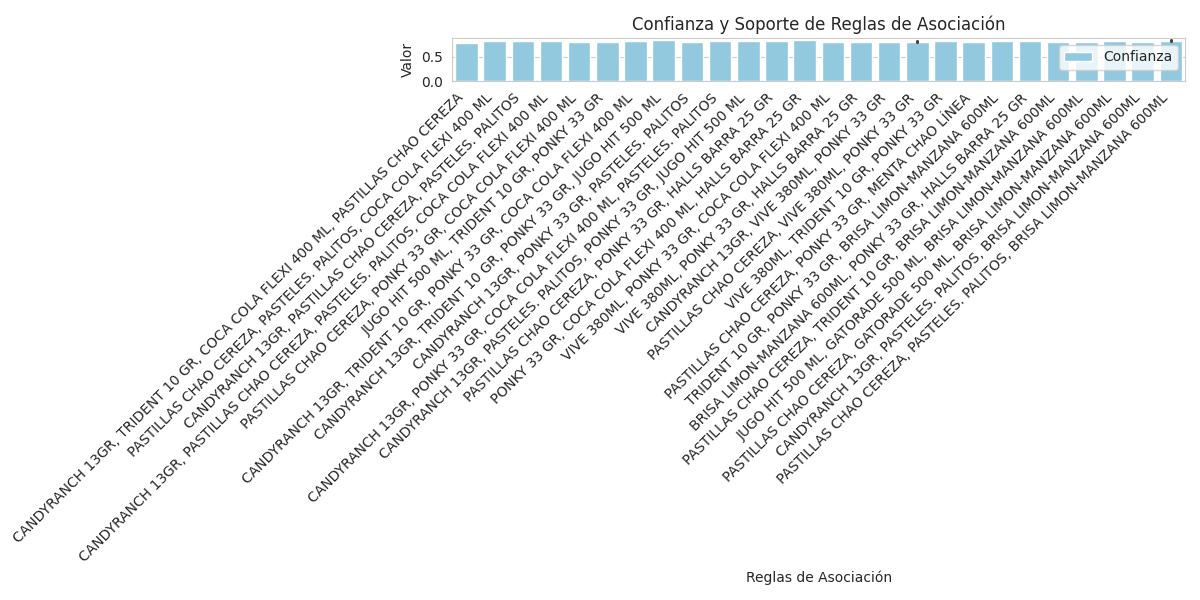 Confianza y Soporte de Reglas de Asociación
Valor
0.5
0.0
Confianza
CANDYRANCH 13GR, TRIDENT 10 GR, COCA COLA FLEXI 400 ML, PASTILLAS CHAO CEREZA
PASTILLAS CHAO CEREZA, PASTELES. PALITOS, COCA COLA FLEXI 400 ML
CANDYRANCH 13GR, PASTILLAS CHAO CEREZA, PASTELES. PALITOS
CANDYRANCH 13GR, PASTILLAS CHAO CEREZA, PASTELES. PALITOS, COCA COLA FLEXI 400 ML
PASTILLAS CHAO CEREZA, PONKY 33 GR, COCA COLA FLEXI 400 ML
JUGO HIT 500 ML, TRIDENT 10 GR, PONKY 33 GR
CANDYRANCH 13GR, TRIDENT 10 GR, PONKY 33 GR, COCA COLA FLEXI 400 ML
CANDYRANCH 13GR, TRIDENT 10 GR, PONKY 33 GR, JUGO HIT 500 ML
CANDYRANCH 13GR, PONKY 33 GR, PASTELES. PALITOS
CANDYRANCH 13GR, PONKY 33 GR, COCA COLA FLEXI 400 ML, PASTELES. PALITOS
CANDYRANCH 13GR, PASTELES. PALITOS, PONKY 33 GR, JUGO HIT 500 ML
PASTILLAS CHAO CEREZA, PONKY 33 GR, HALLS BARRA 25 GR
PONKY 33 GR, COCA COLA FLEXI 400 ML, HALLS BARRA 25 GR
VIVE 380ML, PONKY 33 GR, COCA COLA FLEXI 400 ML
VIVE 380ML, PONKY 33 GR, HALLS BARRA 25 GR
CANDYRANCH 13GR, VIVE 380ML, PONKY 33 GR
PASTILLAS CHAO CEREZA, VIVE 380ML, PONKY 33 GR
VIVE 380ML, TRIDENT 10 GR, PONKY 33 GR
PASTILLAS CHAO CEREZA, PONKY 33 GR, MENTA CHAO LÍNEA
TRIDENT 10 GR, PONKY 33 GR, BRISA LIMON-MANZANA 600ML
BRISA LIMON-MANZANA 600ML, PONKY 33 GR, HALLS BARRA 25 GR
PASTILLAS CHAO CEREZA, TRIDENT 10 GR, BRISA LIMON-MANZANA 600ML
JUGO HIT 500 ML, GATORADE 500 ML, BRISA LIMON-MANZANA 600ML
PASTILLAS CHAO CEREZA, GATORADE 500 ML, BRISA LIMON-MANZANA 600ML
CANDYRANCH 13GR, PASTELES. PALITOS, BRISA LIMON-MANZANA 600ML
PASTILLAS CHAO CEREZA, PASTELES. PALITOS, BRISA LIMON-MANZANA 600ML
Reglas de Asociación